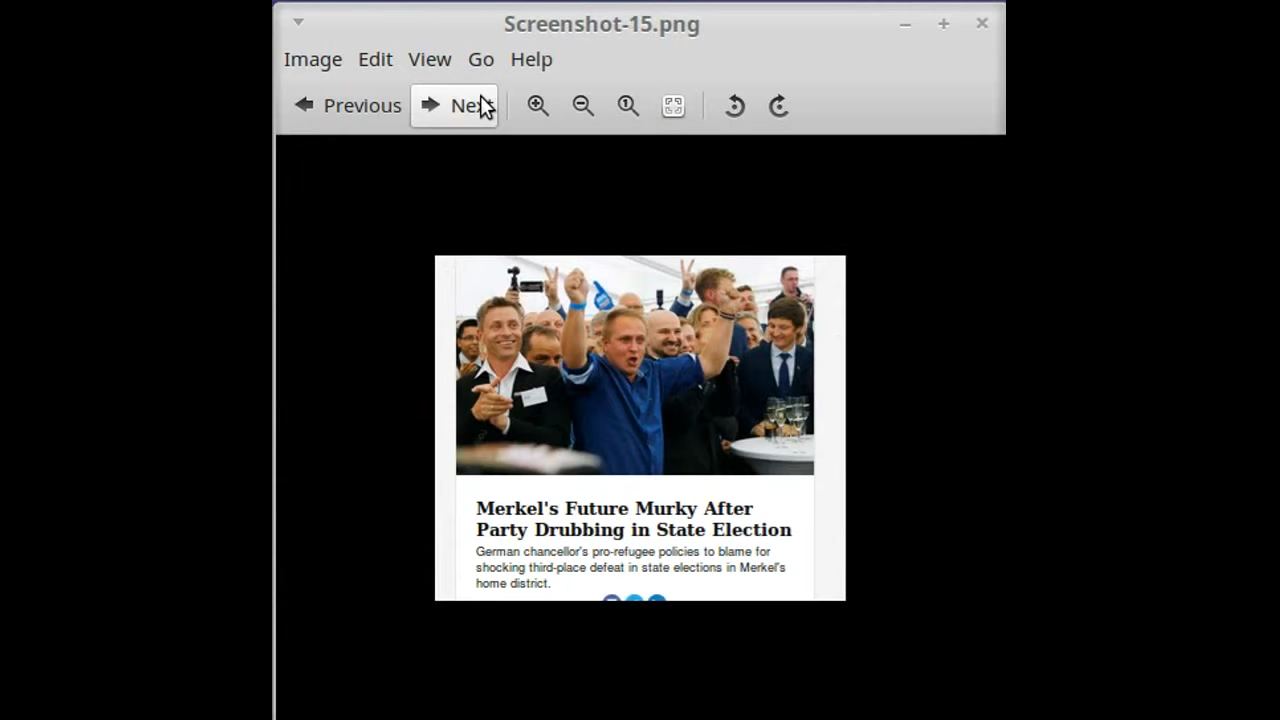 Screenshot-15.png
Image Edit View Go Help
Previous Next
Merkel's Future Murky After
Party Drubbing in State Election
German chancellor's pro-refugee policies to blame for
shocking third-place defeat in state elections in Merkel's
home district.